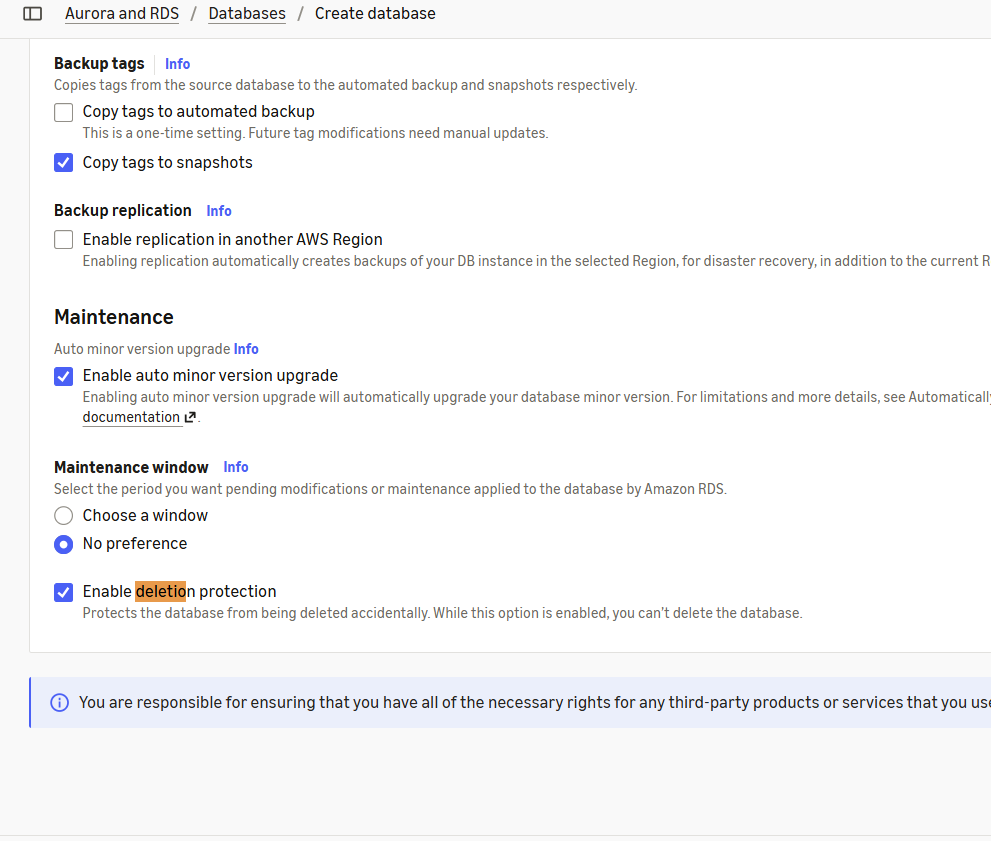 Aurora and RDS / Databases / Create database
Backup tags Info
Copies tags from the source database to the automated backup and snapshots respectively.
Copy tags to automated backup
This is a one-time setting. Future tag modifications need manual updates.
Copy tags to snapshots
Backup replication Info
Enable replication in another AWS Region
Enabling replication automatically creates backups of your DB instance in the selected Region, for disaster recovery, in addition to the current R
Maintenance
Auto minor version upgrade Info
Enable auto minor version upgrade
Enabling auto minor version upgrade will automatically upgrade your database minor version. For limitations and more details, see Automatically
documentation .
Maintenance window Info
Select the period you want pending modifications or maintenance applied to the database by Amazon RDS.
Choose a window
No preference
Enable deletion protection
Protects the database from being deleted accidentally. While this option is enabled, you can't delete the database.
You are responsible for ensuring that you have all of the necessary rights for any third-party products or services that you use